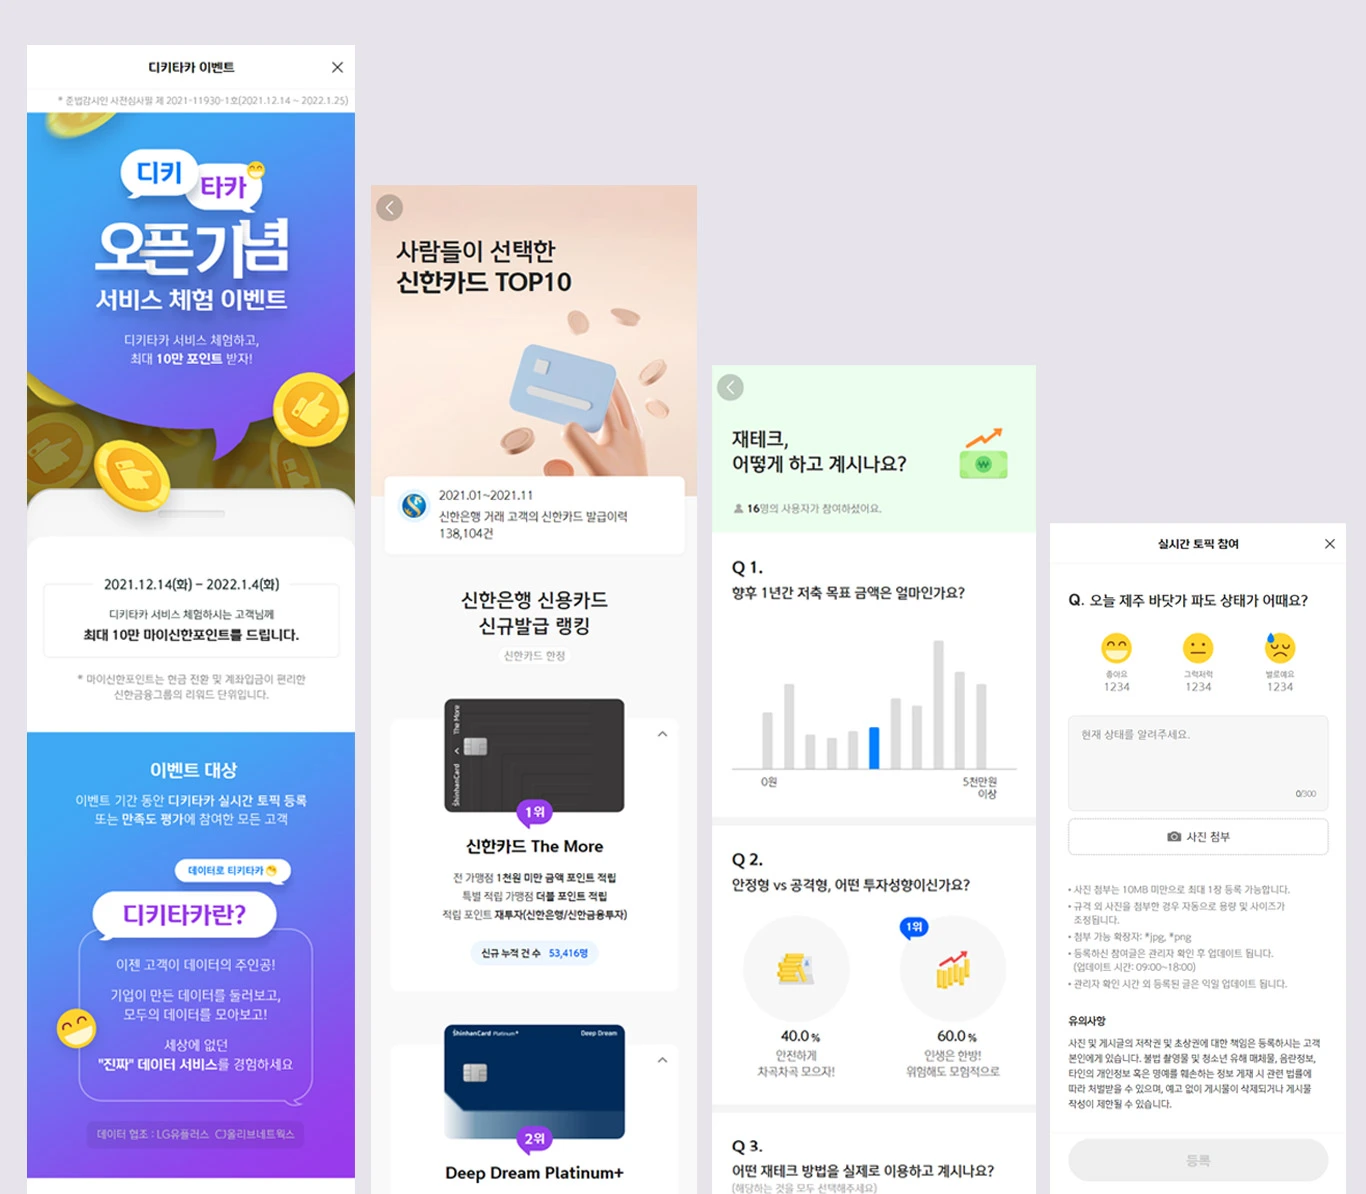 디키타카 이벤트
* 준법감시인 사전심사필 제 2021-11930-1호(2021.12.14 ~ 2022.1.25)
디키
타카
오픈기념
서비스 체험 이벤트
디키타카 서비스 체험하고,
최대 10만 포인트 받자!
2021.12.14(화) – 2022.1.4(화)
디키타카 서비스 체험하시는 고객님께
최대 10만 마이신한포인트를 드립니다.
* 마이신한포인트는 현금 전환 및 계좌입금이 편리한
신한금융그룹의 리워드 단위입니다.
이벤트 대상
이벤트 기간 동안 디키타카 실시간 토픽 등록
또는 만족도 평가에 참여한 모든 고객
데이터로 티키타카
디키타카란?
이젠 고객이 데이터의 주인공!
기업이 만든 데이터를 둘러보고,
모두의 데이터를 모아보고!
세상에 없던
"진짜" 데이터 서비스를 경험하세요
데이터 협조 : LG유플러스 CJ올리브네트웍스
사람들이 선택한
신한카드 TOP10
2021.01~2021.11
신한은행 거래 고객의 신한카드 발급이력
138,104건
신한은행 신용카드
신규발급 랭킹
신한카드 한정
The More
ShinhanCard
1위
신한카드 The More
전 가맹점 1천원 미만 금액 포인트 적립
특별 적립 가맹점 더블 포인트 적립
적립 포인트 재투자(신한은행/신한금융투자)
신규 누적 건 수 53,416명
ShinhanCard Platinum+ Deep Dream
2위
Deep Dream Platinum+
재테크,
어떻게 하고 계시나요?
16명의 사용자가 참여하셨어요.
Q 1.
향후 1년간 저축 목표 금액은 얼마인가요?
0원 5천만원
이상
Q 2.
안정형 vs 공격형, 어떤 투자성향이신가요?
1위
40.0 % 60.0 %
안전하게 인생은 한방!
차곡차곡 모으자! 위험해도 모험적으로
Q 3.
어떤 재테크 방법을 실제로 이용하고 계시나요?
(해당하는 것을 모두 선택해주세요)
실시간 토픽 참여
Q. 오늘 제주 바닷가 파도 상태가 어때요?
좋아요 그럭저럭 별로예요
1234 1234 1234
현재 상태를 알려주세요.
0/300
사진 첨부
• 사진 첨부는 10MB 미만으로 최대 1장 등록 가능합니다.
• 규격 외 사진을 첨부한 경우 자동으로 용량 및 사이즈가
조정됩니다.
• 첨부 가능 확장자: *jpg, *png
• 등록하신 참여글은 관리자 확인 후 업데이트 됩니다.
(업데이트 시간: 09:00~18:00)
• 관리자 확인 시간 외 등록된 글은 익일 업데이트 됩니다.
유의사항
사진 및 게시글의 저작권 및 초상권에 대한 책임은 등록하시는 고객
본인에게 있습니다. 불법 촬영물 및 청소년 유해 매체물, 음란정보,
타인의 개인정보 혹은 명예를 훼손하는 정보 게재 시 관련 법률에
따라 처벌받을 수 있으며, 예고 없이 게시물이 삭제되거나 게시물
작성이 제한될 수 있습니다.
등록